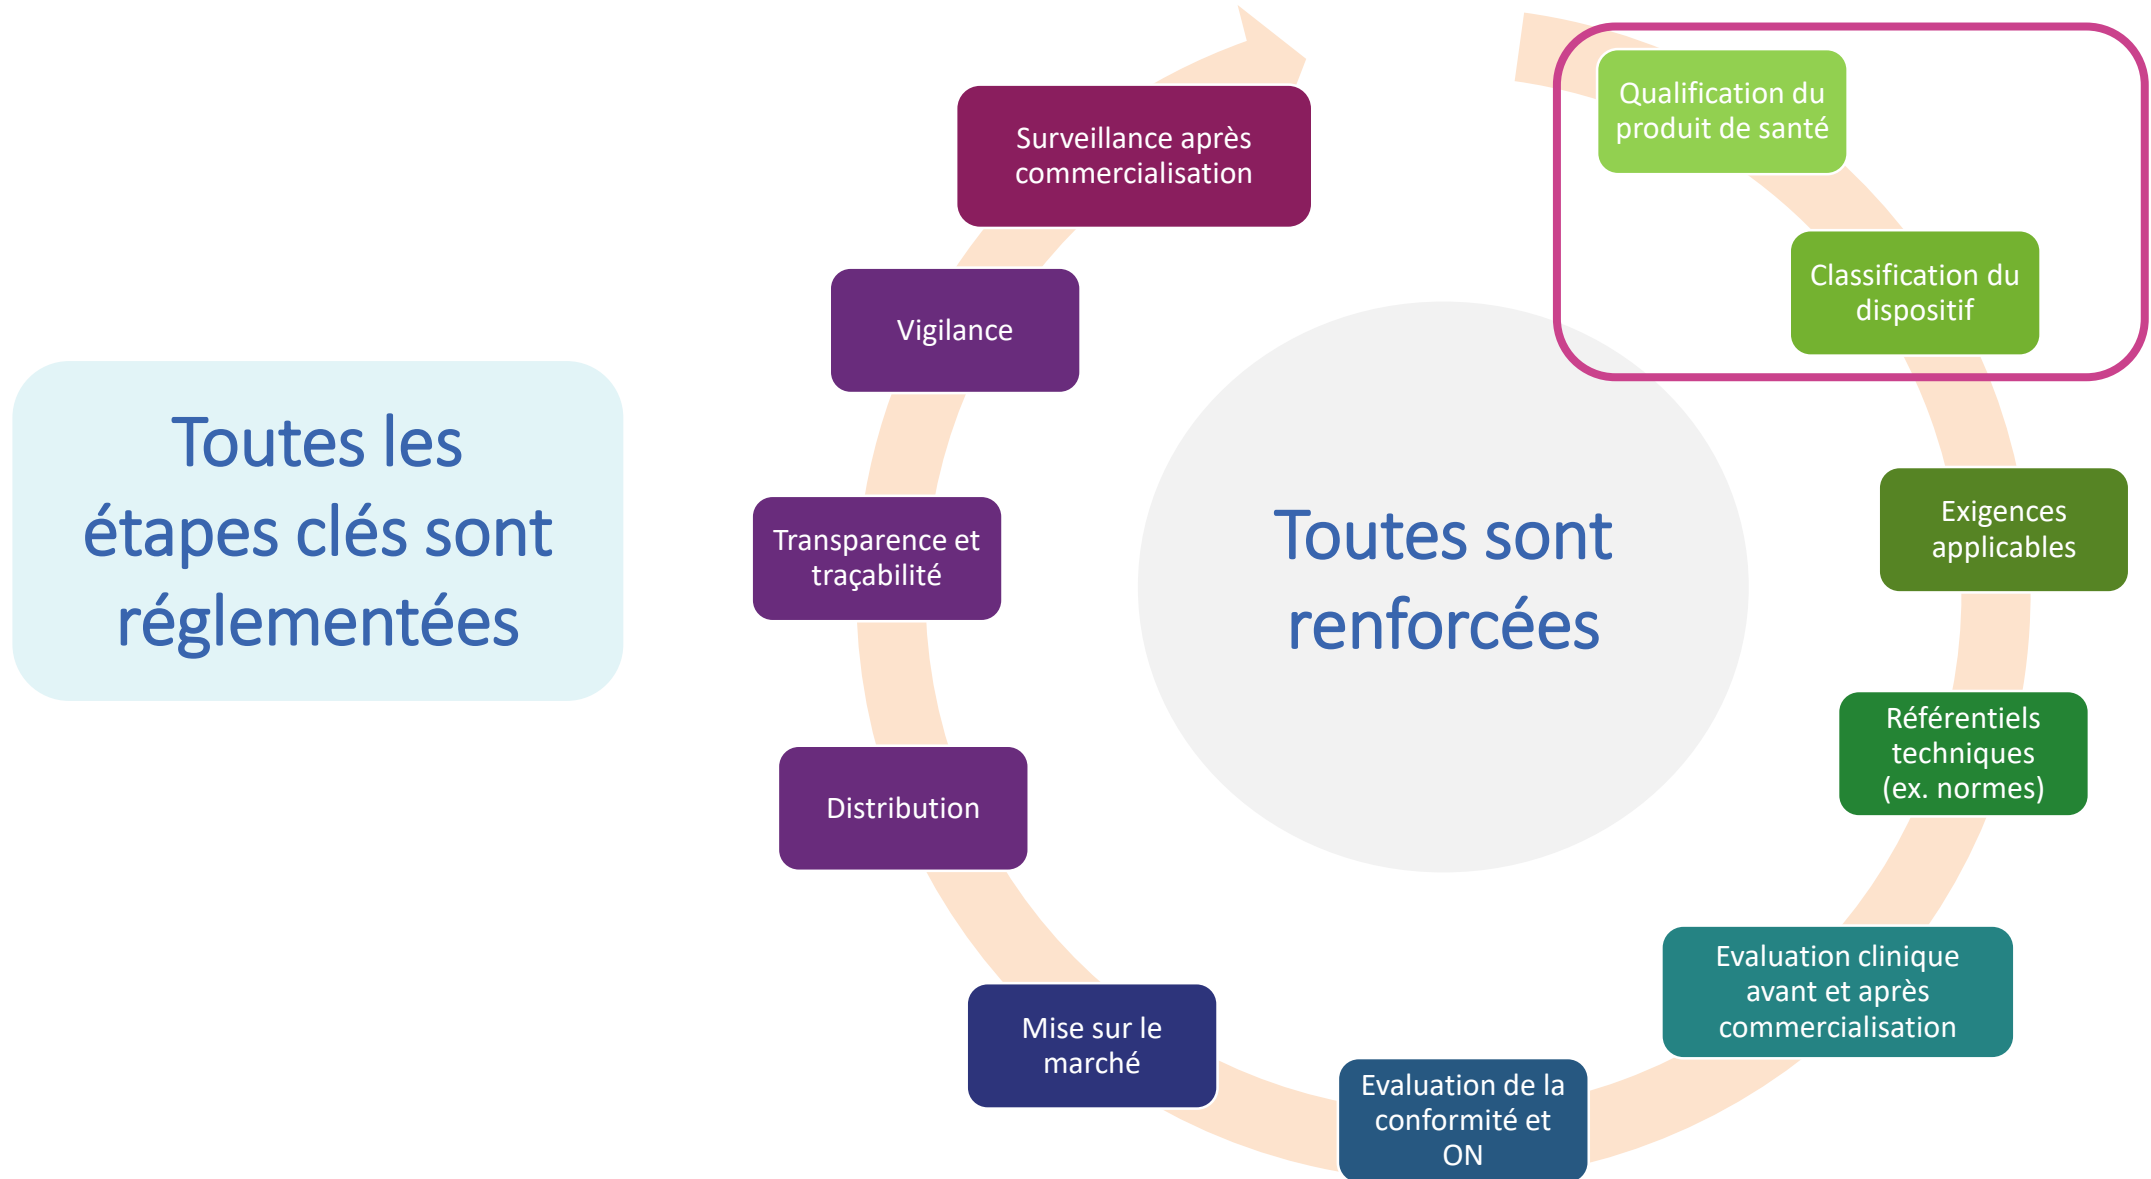 Toutes les
étapes clés sont
réglementées
Toutes sont
renforcées
Qualification du
produit de santé
Classification du
dispositif
Exigences
applicables
Référentiels
techniques
(ex. normes)
Evaluation clinique
avant et après
commercialisation
Evaluation de la
conformité et
ON
Mise sur le
marché
Distribution
Transparence et
traçabilité
Vigilance
Surveillance après
commercialisation